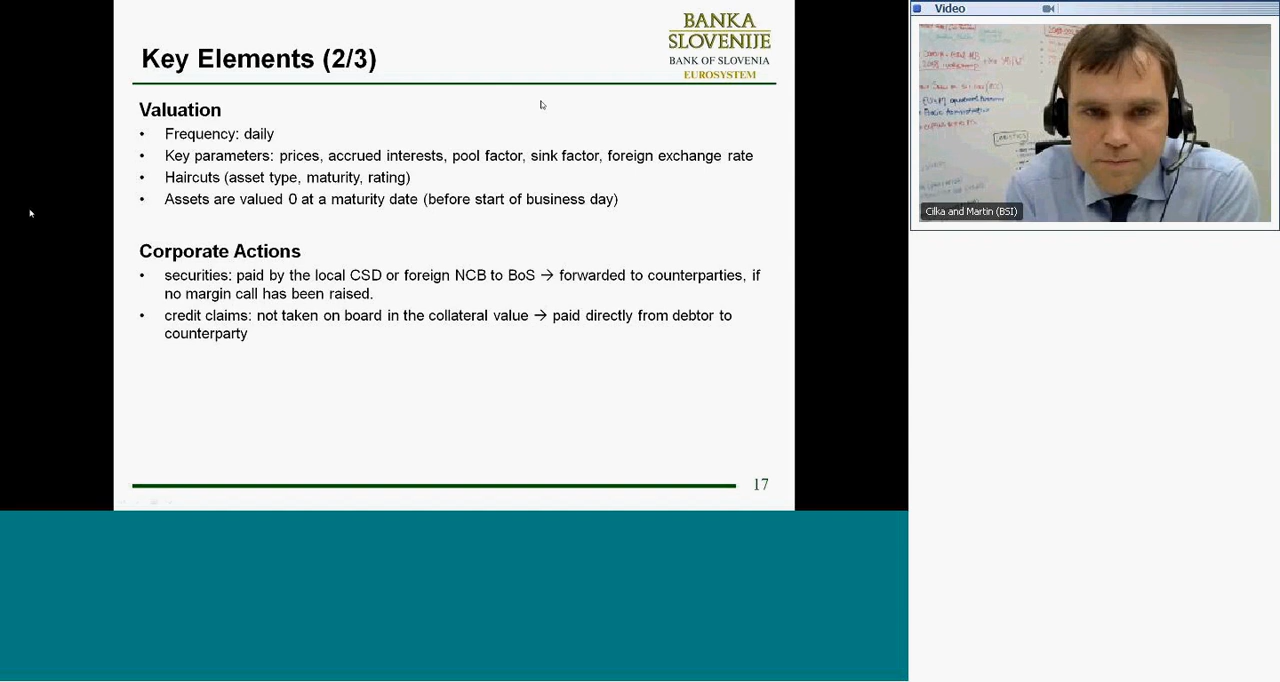 Key Elements (2/3)
BANKA
SLOVENIJE
BANK OF SLOVENIA
EUROSYSTEM
Valuation
• Frequency: daily
• Key parameters: prices, accrued interests, pool factor, sink factor, foreign exchange rate
• Haircuts (asset type, maturity, rating)
• Assets are valued 0 at a maturity date (before start of business day)
Corporate Actions
• securities: paid by the local CSD or foreign NCB to BoS → forwarded to counterparties, if
no margin call has been raised.
• credit claims: not taken on board in the collateral value → paid directly from debtor to
counterparty
17
Video
Cilka and Martin (BSI)